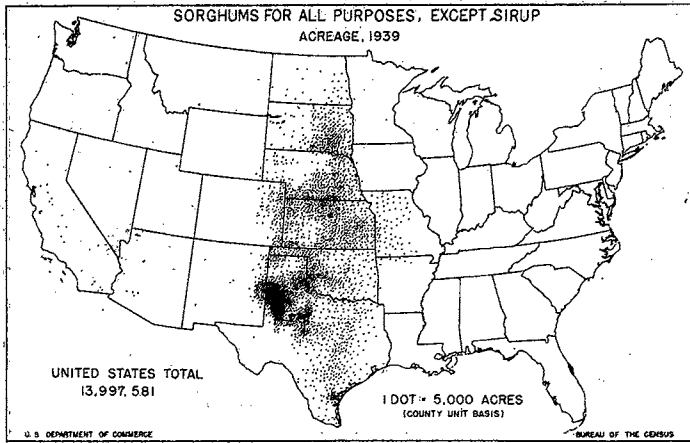 SORGHUMS FOR ALL PURPOSES, EXCEPT SIRUP
ACREAGE, 1939
UNITED STATES TOTAL
13,997,581
1 DOT = 5,000 ACRES
(COUNTY UNIT BASIS)
U. S. DEPARTMENT OF COMMERCE
BUREAU OF THE CENSUS